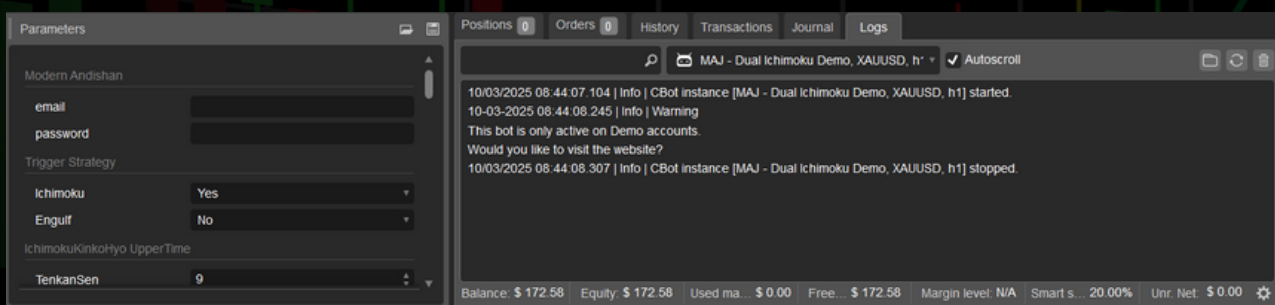 Parameters
Modern Andishan
email
password
Trigger Strategy
Ichimoku Yes
Engulf No
IchimokuKinkoHyo UpperTime
TenkanSen 9
Positions 0 Orders 0 History Transactions Journal Logs
MAJ - Dual Ichimoku Demo, XAUUSD, h Autoscroll
10/03/2025 08:44:07.104 | Info | CBot instance [MAJ - Dual Ichimoku Demo, XAUUSD, h1] started.
10-03-2025 08:44:08.245 | Info | Warning
This bot is only active on Demo accounts.
Would you like to visit the website?
10/03/2025 08:44:08.307 | Info | CBot instance [MAJ - Dual Ichimoku Demo, XAUUSD, h1] stopped.
Balance: $ 172.58 Equity: $ 172.58 Used ma... $ 0.00 Free... $ 172.58 Margin level: N/A Smart s... 20.00% Unr. Net: $ 0.00